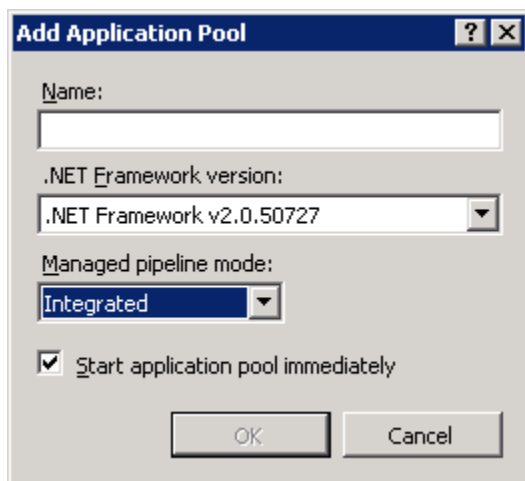 Add Application Pool
Name:
.NET Framework version:
.NET Framework v2.0.50727
Managed pipeline mode:
Integrated
Start application pool immediately
OK Cancel